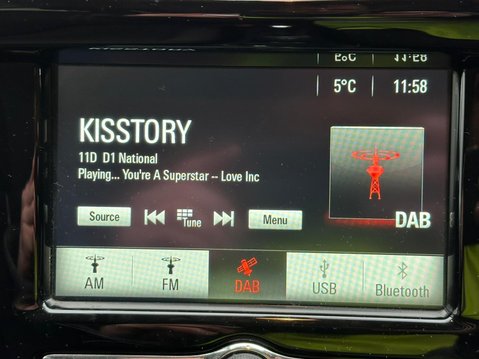 5°C 11:58
KISSTORY
11D D1 National
Playing... You're A Superstar -- Love Inc
Source Tune Menu
DAB
AM FM DAB USB Bluetooth